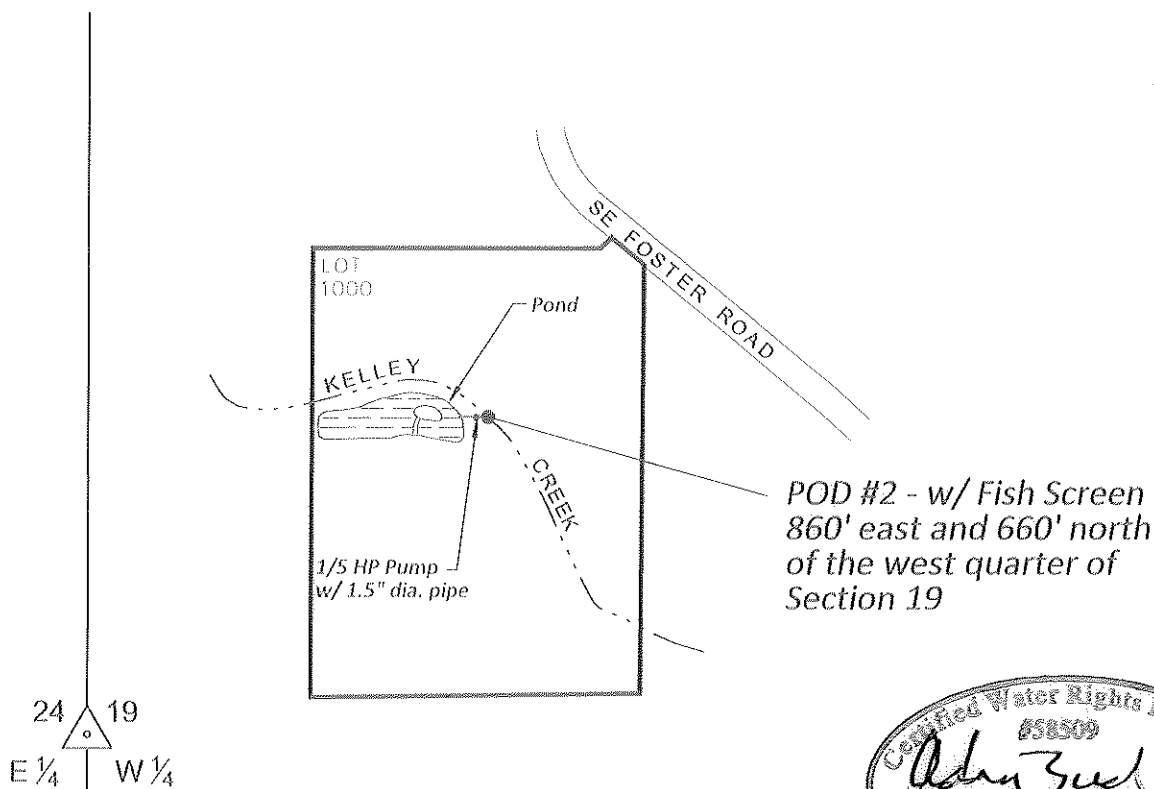 SE FOSTER ROAD
LOT
1000
Pond
KELLEY
CREEK
POD #2 - w/ Fish Screen
860' east and 660' north
of the west quarter of
Section 19
1/5 HP Pump
w/ 1.5" dia. pipe
24 19
E ¼ W ¼
Certified Water Rights
#58509